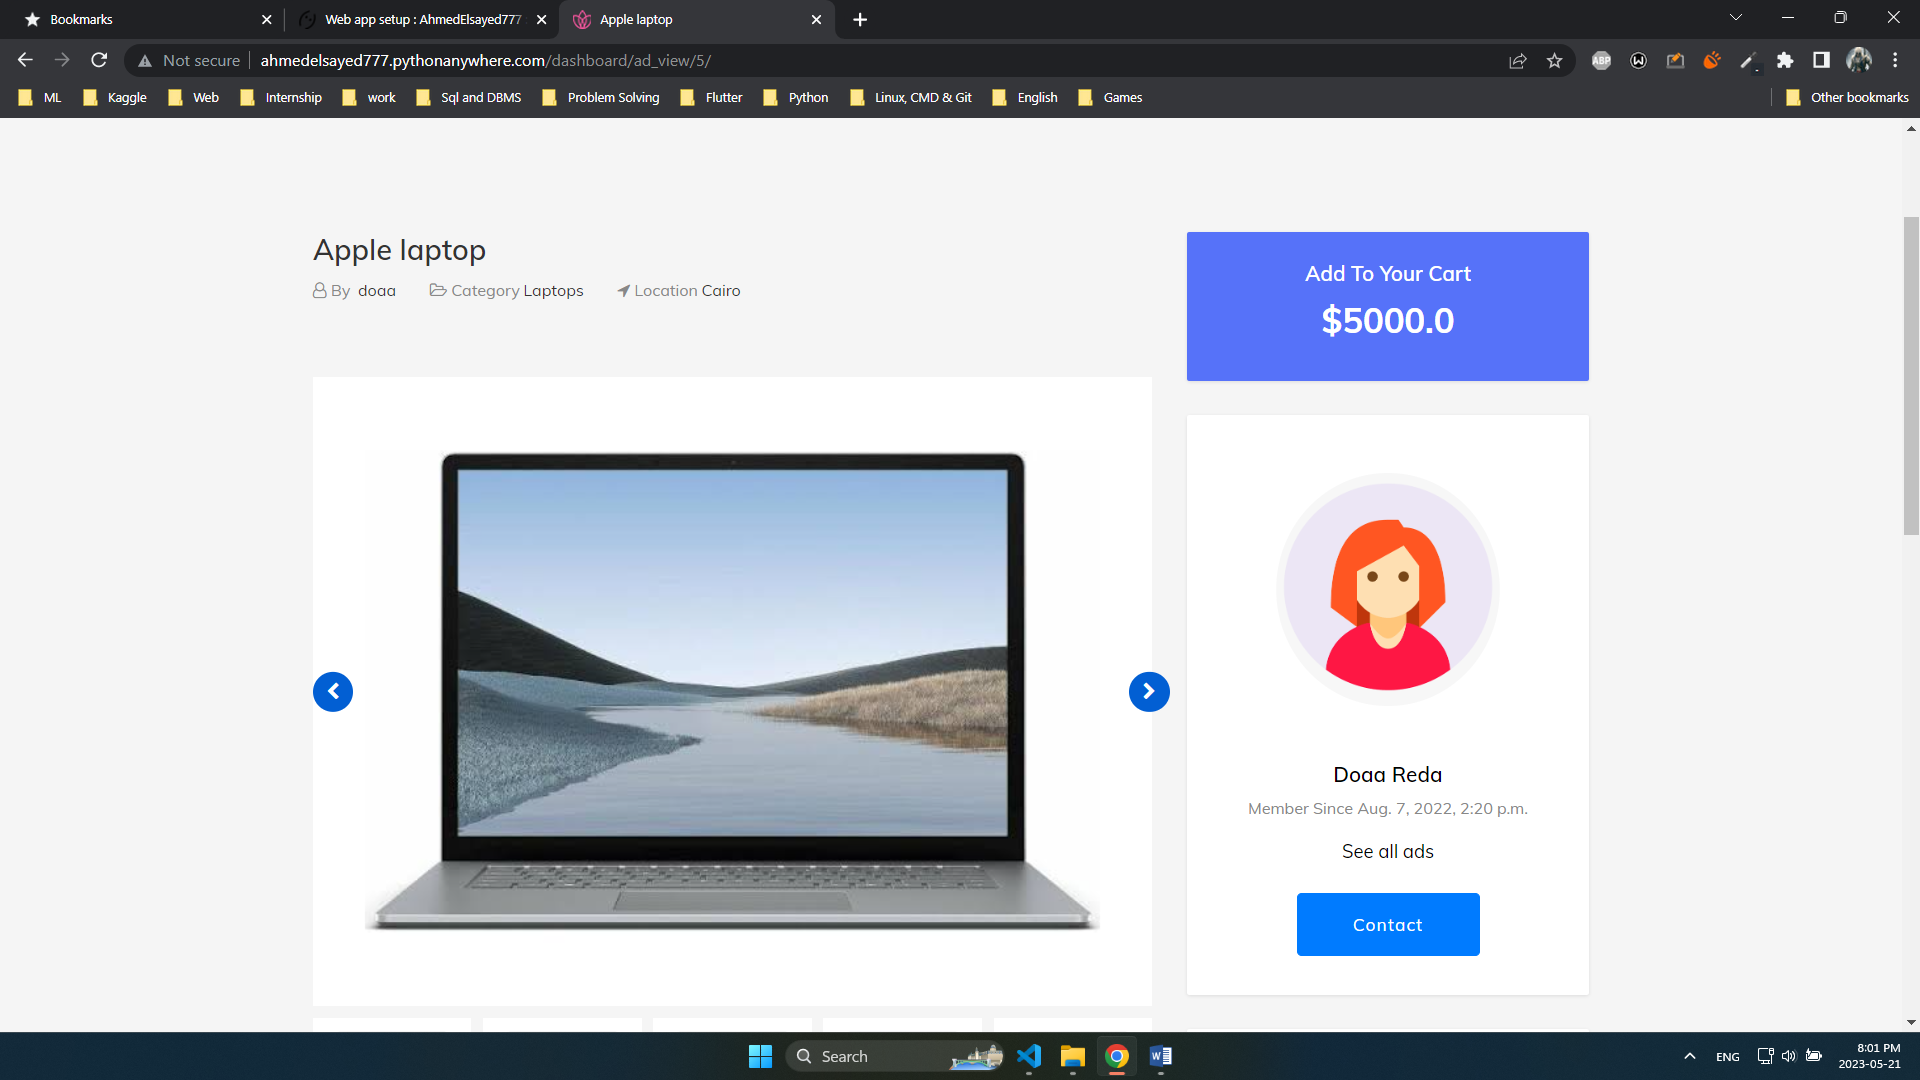 Bookmarks
Web app setup : AhmedElsayed777
Apple laptop
Not secure
ahmedelsayed777.pythonanywhere.com/dashboard/ad_view/5/
ABP
ML
Kaggle
Web
Internship
work
Sql and DBMS
Problem Solving
Flutter
Python
Linux, CMD & Git
English
Games
Other bookmarks
Apple laptop
By doaa
Category Laptops
Location Cairo
Add To Your Cart
$5000.0
Doaa Reda
Member Since Aug. 7, 2022, 2:20 p.m.
See all ads
Contact
Search
ENG
8:01 PM
2023-05-21